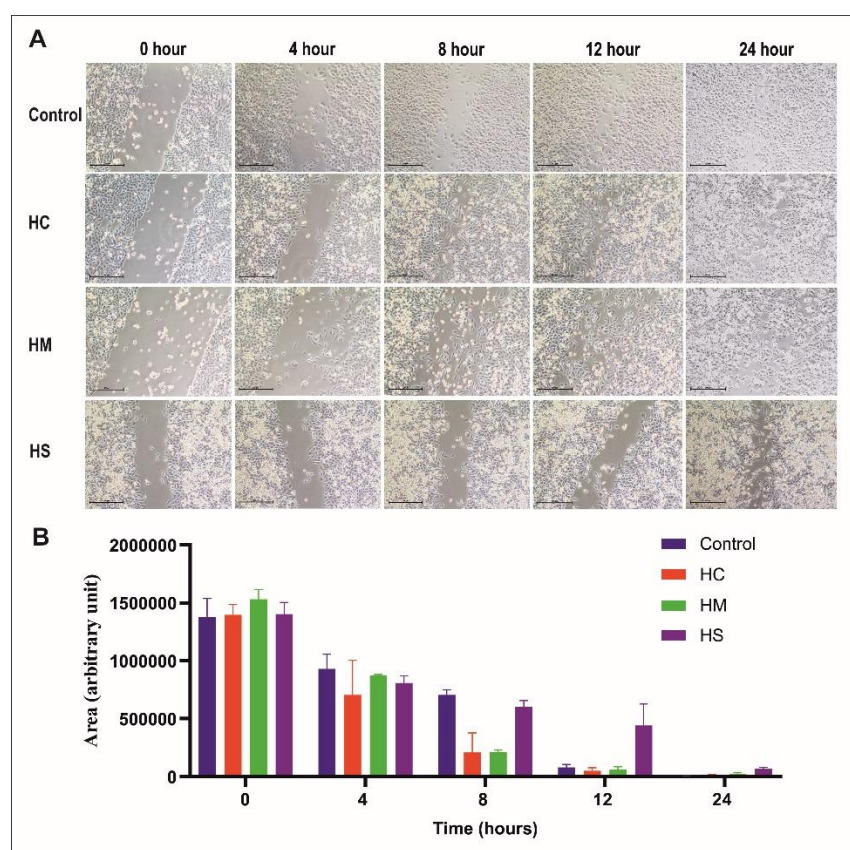 A
0 hour 4 hour 8 hour 12 hour 24 hour
Control
HC
HM
HS
B
Area (arbitrary unit)
2000000
1500000
1000000
500000
0
Control
HC
HM
HS
0 4 8 12 24
Time (hours)